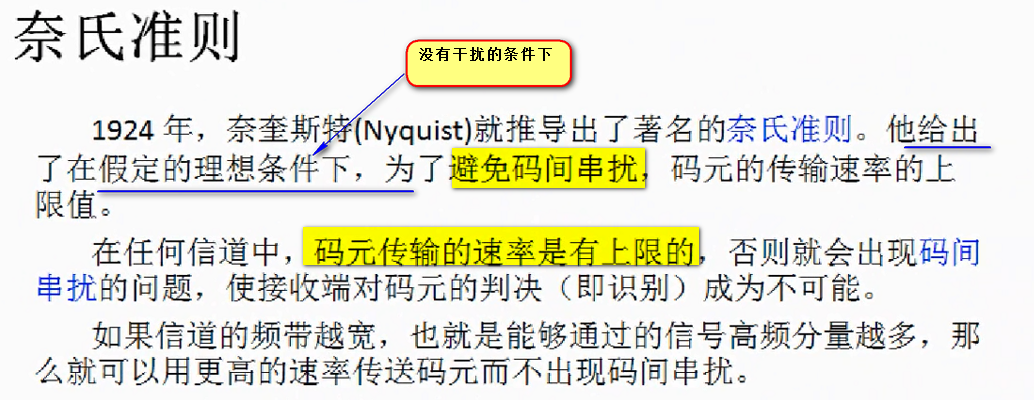 奈氏准则
没有干扰的条件下
1924 年，奈奎斯特(Nyquist)就推导出了著名的奈氏准则。他给出
了在假定的理想条件下，为了避免码间串扰，码元的传输速率的上
限值。
在任何信道中，码元传输的速率是有上限的，否则就会出现码间
串扰的问题，使接收端对码元的判决（即识别）成为不可能。
如果信道的频带越宽，也就是能够通过的信号高频分量越多，那
么就可以用更高的速率传送码元而不出现码间串扰。